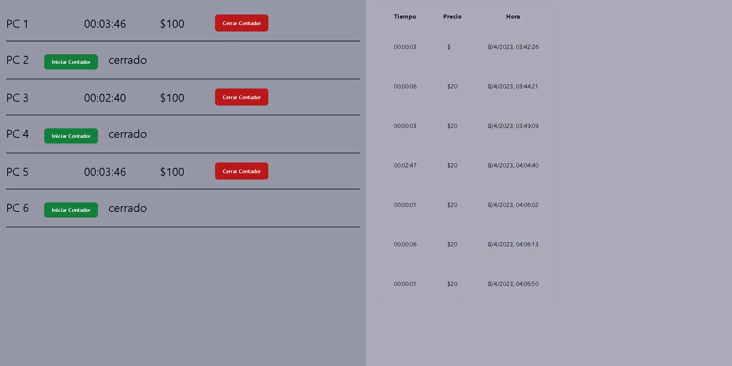 PC 1 00:03:46 $100 Cerrar Contador
PC 2 Iniciar Contador cerrado
PC 3 00:02:40 $100 Cerrar Contador
PC 4 Iniciar Contador cerrado
PC 5 00:03:46 $100 Cerrar Contador
PC 6 Iniciar Contador cerrado
Tiempo Precio Hora
00:00:03 $ 8/4/2023, 03:42:26
00:00:06 $20 8/4/2023, 03:44:21
00:00:03 $20 8/4/2023, 03:49:09
00:02:47 $20 8/4/2023, 04:04:40
00:00:01 $20 8/4/2023, 04:06:02
00:00:06 $20 8/4/2023, 04:06:13
00:00:01 $20 8/4/2023, 04:06:50